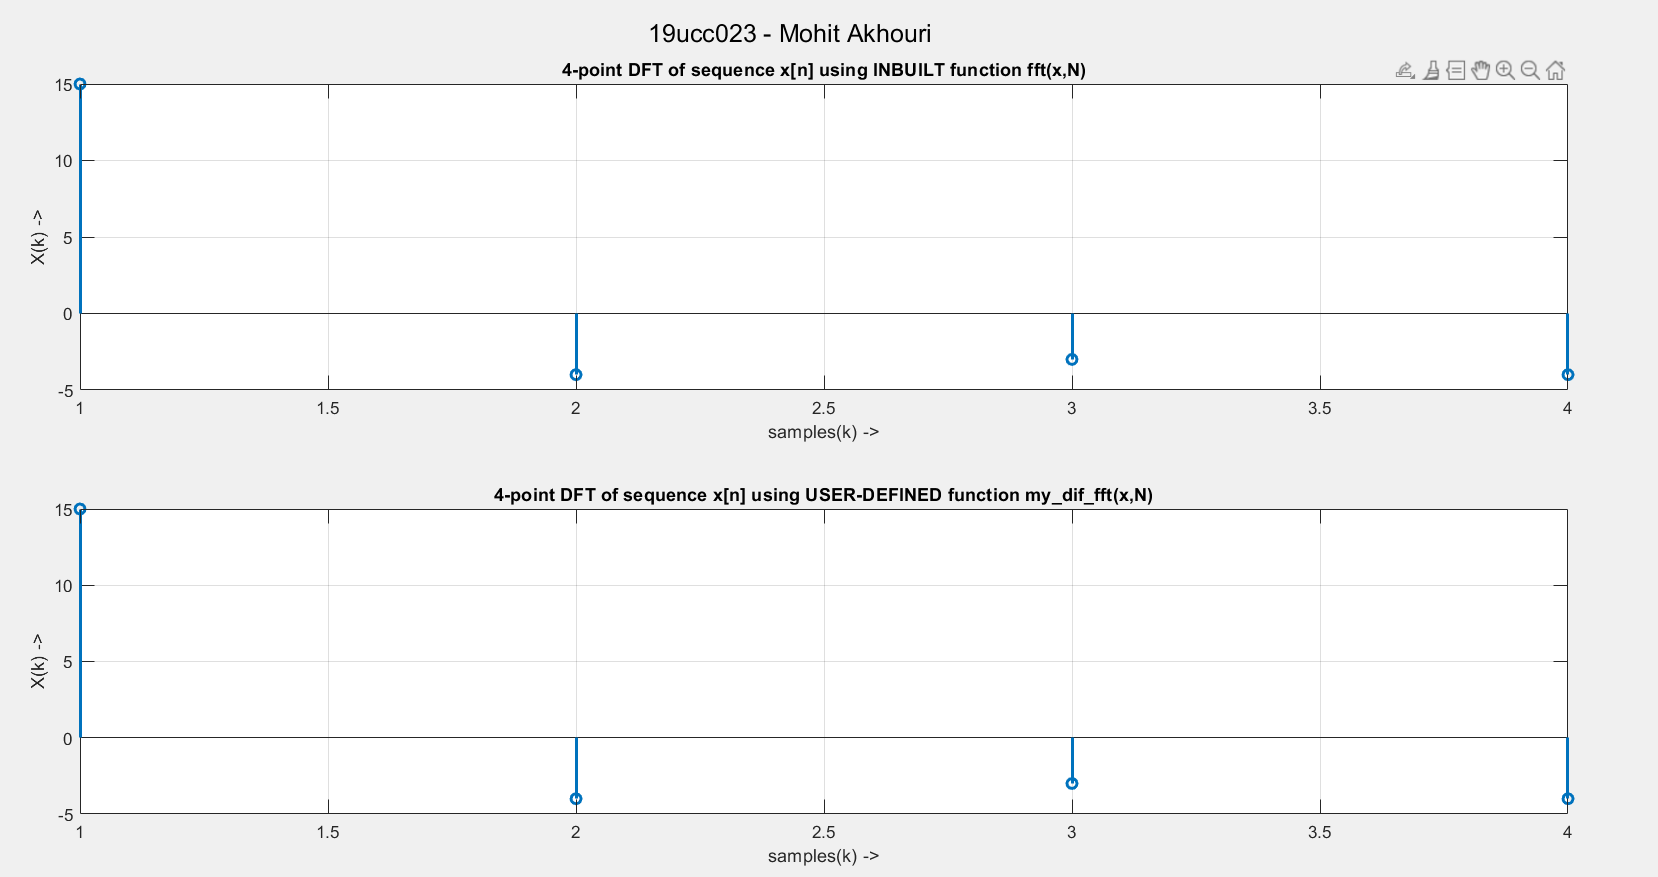 19ucc023 - Mohit Akhouri
4-point DFT of sequence x[n] using INBUILT function fft(x,N)
15
10
5
0
-5
X(k) ->
1 1.5 2 2.5 3 3.5 4
samples(k) ->
4-point DFT of sequence x[n] using USER-DEFINED function my_dif_fft(x,N)
15
10
5
0
-5
X(k) ->
1 1.5 2 2.5 3 3.5 4
samples(k) ->